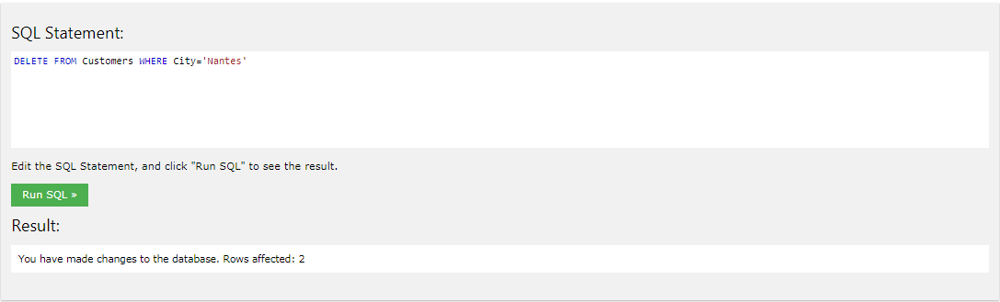 SQL Statement:
DELETE FROM Customers WHERE City='Nantes'
Edit the SQL Statement, and click "Run SQL" to see the result.
Run SQL »
Result:
You have made changes to the database. Rows affected: 2